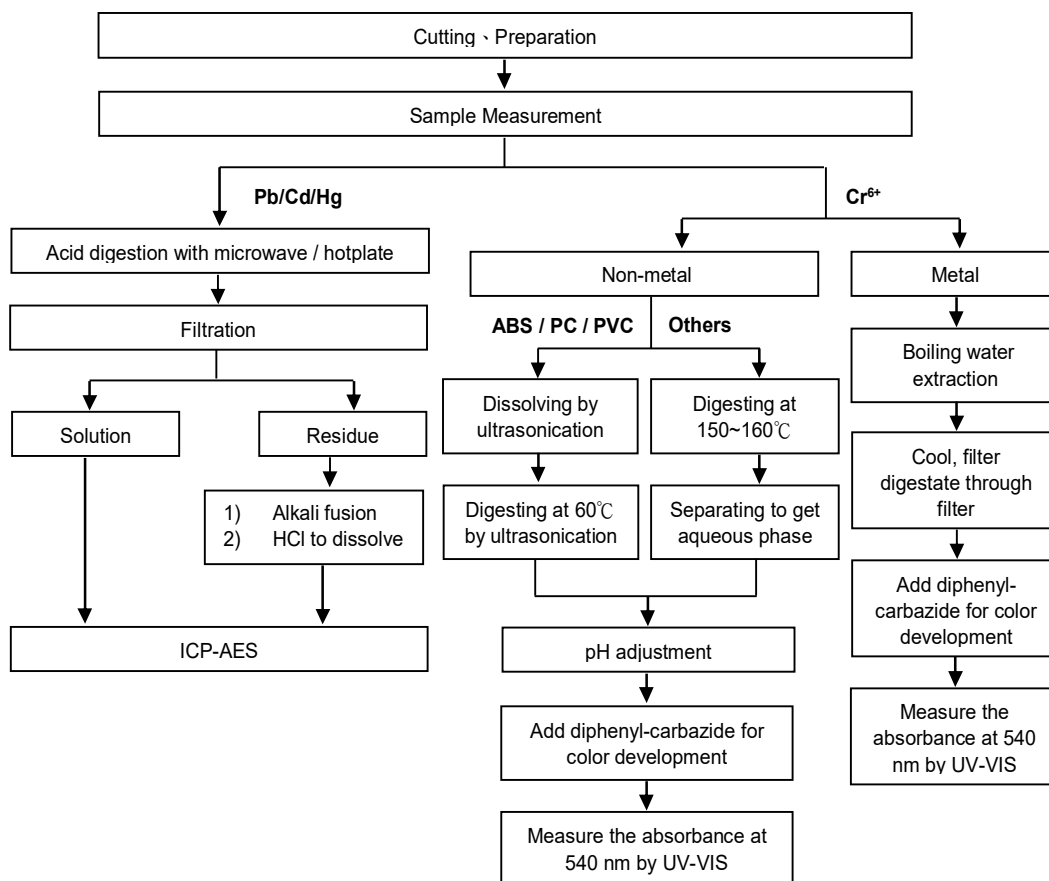 Cutting、Preparation
Sample Measurement
Pb/Cd/Hg
Cr⁶⁺
Acid digestion with microwave / hotplate
Non-metal
Metal
Filtration
ABS / PC / PVC
Others
Boiling water
extraction
Solution
Residue
Dissolving by
ultrasonication
Digesting at
150~160℃
Cool, filter
digestate through
filter
1) Alkali fusion
2) HCl to dissolve
Digesting at 60℃
by ultrasonication
Separating to get
aqueous phase
Add diphenyl-
carbazide for color
development
ICP-AES
pH adjustment
Measure the
absorbance at 540
nm by UV-VIS
Add diphenyl-carbazide for
color development
Measure the absorbance at
540 nm by UV-VIS